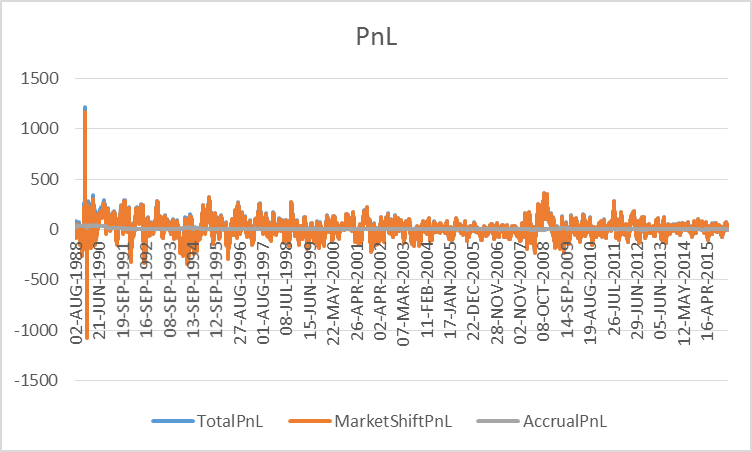 PnL
1500
1000
500
0
-500
-1000
-1500
02-AUG-1988
21-JUN-1990
19-SEP-1991
16-SEP-1992
08-SEP-1993
13-SEP-1994
15-SEP-1995
27-AUG-1996
01-AUG-1997
08-JUL-1998
15-JUN-1999
22-MAY-2000
26-APR-2001
02-APR-2002
07-MAR-2003
11-FEB-2004
17-JAN-2005
22-DEC-2005
28-NOV-2006
02-NOV-2007
08-OCT-2008
14-SEP-2009
19-AUG-2010
26-JUL-2011
29-JUN-2012
05-JUN-2013
12-MAY-2014
16-APR-2015
TotalPnL MarketShiftPnL AccrualPnL